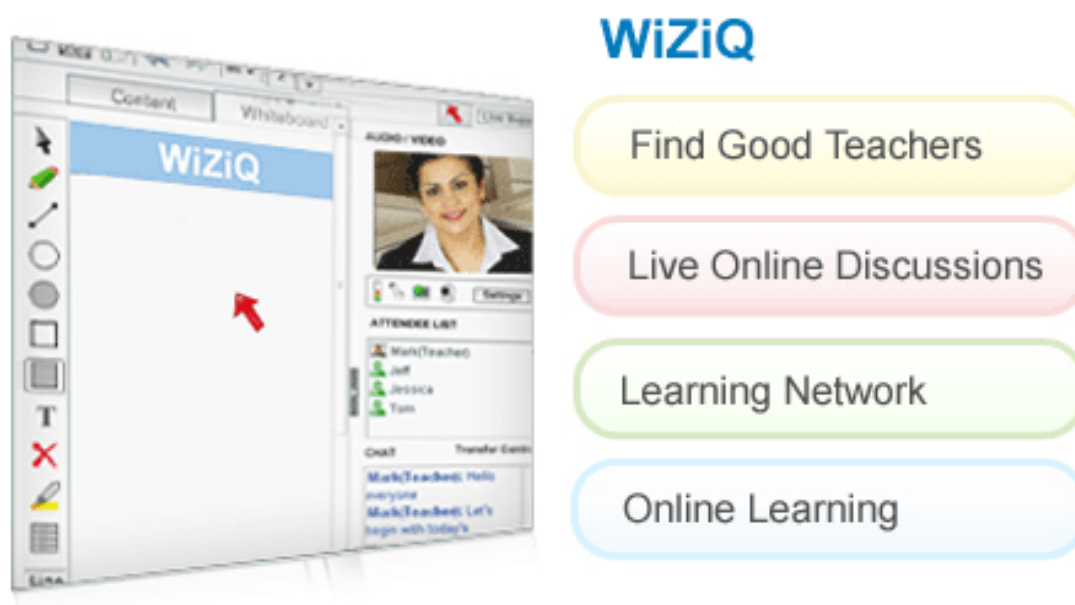 WiZiQ
Find Good Teachers
Live Online Discussions
Learning Network
Online Learning
Content
Whiteboard
WiZiQ
AUDIO / VIDEO
Settings
ATTENDEE LIST
Mark(Teacher)
Jeff
Jessica
Tom
T
CHAT
Transfer
Mark(Teacher): Hello
everyone
Mark(Teacher): Let's
begin with today's